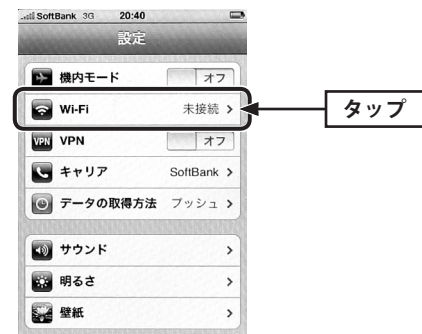 SoftBank 3G 20:40
設定
機内モード オフ
Wi-Fi 未接続
タップ
VPN VPN オフ
キャリア SoftBank
データの取得方法 プッシュ
サウンド
明るさ
壁紙